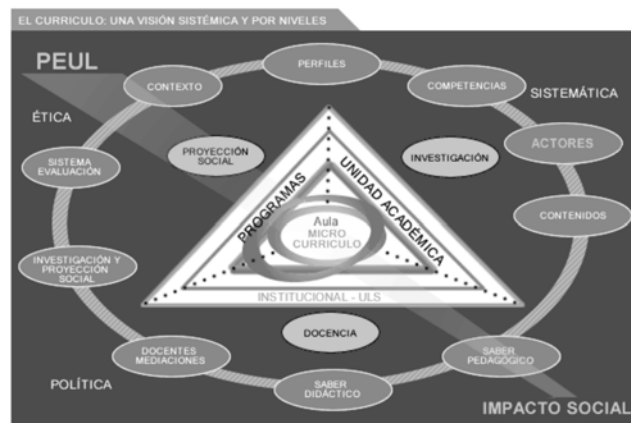 EL CURRICULO: UNA VISIÓN SISTÉMICA Y POR NIVELES
PEUL
PERFILES
CONTEXTO
COMPETENCIAS
SISTEMÁTICA
ÉTICA
ACTORES
PROYECCIÓN
SOCIAL
INVESTIGACIÓN
SISTEMA
EVALUACIÓN
PROGRAMAS
UNIDAD ACADÉMICA
CONTENIDOS
Aula
MICRO
CURRICULO
INVESTIGACIÓN Y
PROYECCIÓN
SOCIAL
INSTITUCIONAL - ULS
DOCENCIA
DOCENTES
MEDIACIONES
SABER
PEDAGÓGICO
POLÍTICA
SABER
DIDÁCTICO
IMPACTO SOCIAL